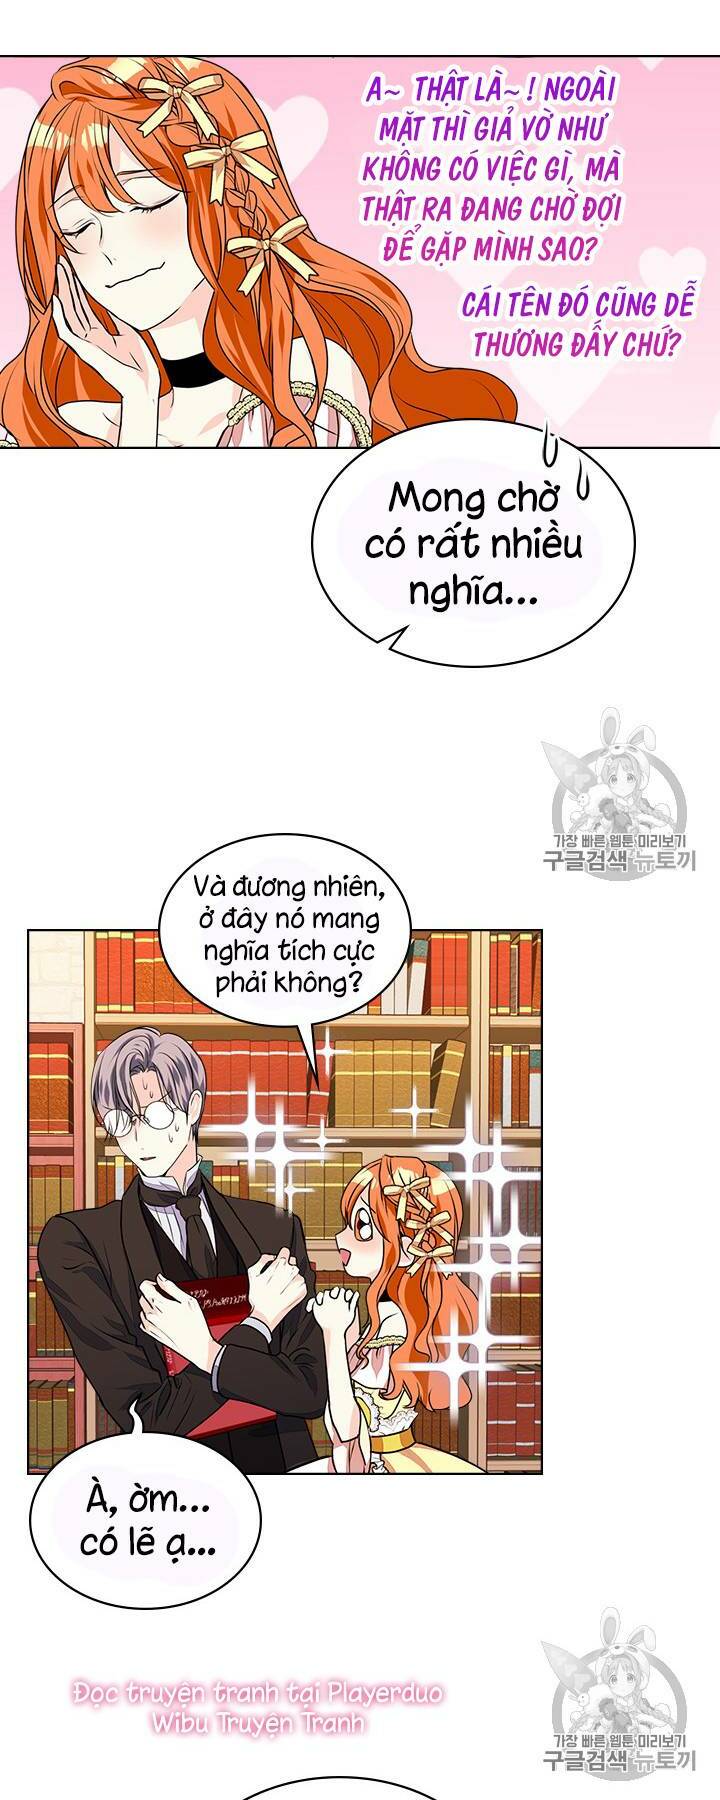 A~ THẬT LÀ~! NGOÀI
MẶT THÌ GIẢ VỜ NHƯ
KHÔNG CÓ VIỆC GÌ, MÀ
THẬT RA ĐANG CHỜ ĐỢI
ĐỂ GẶP MÌNH SAO?
CÁI TÊN ĐÓ CŨNG DỄ
THƯƠNG ĐẤY CHỨ?
Mong chờ
có rất nhiều
nghĩa...
가장 빠른 웹툰 미리보기
구글검색 뉴토끼
Và đương nhiên,
ở đây nó mang
nghĩa tích cực
phải không?
À, ờm...
có lẽ ạ...
Đọc truyện tranh tại Playerduo
Wibu Truyện Tranh
가장 빠른 웹툰 미리보기
구글검색 뉴토끼